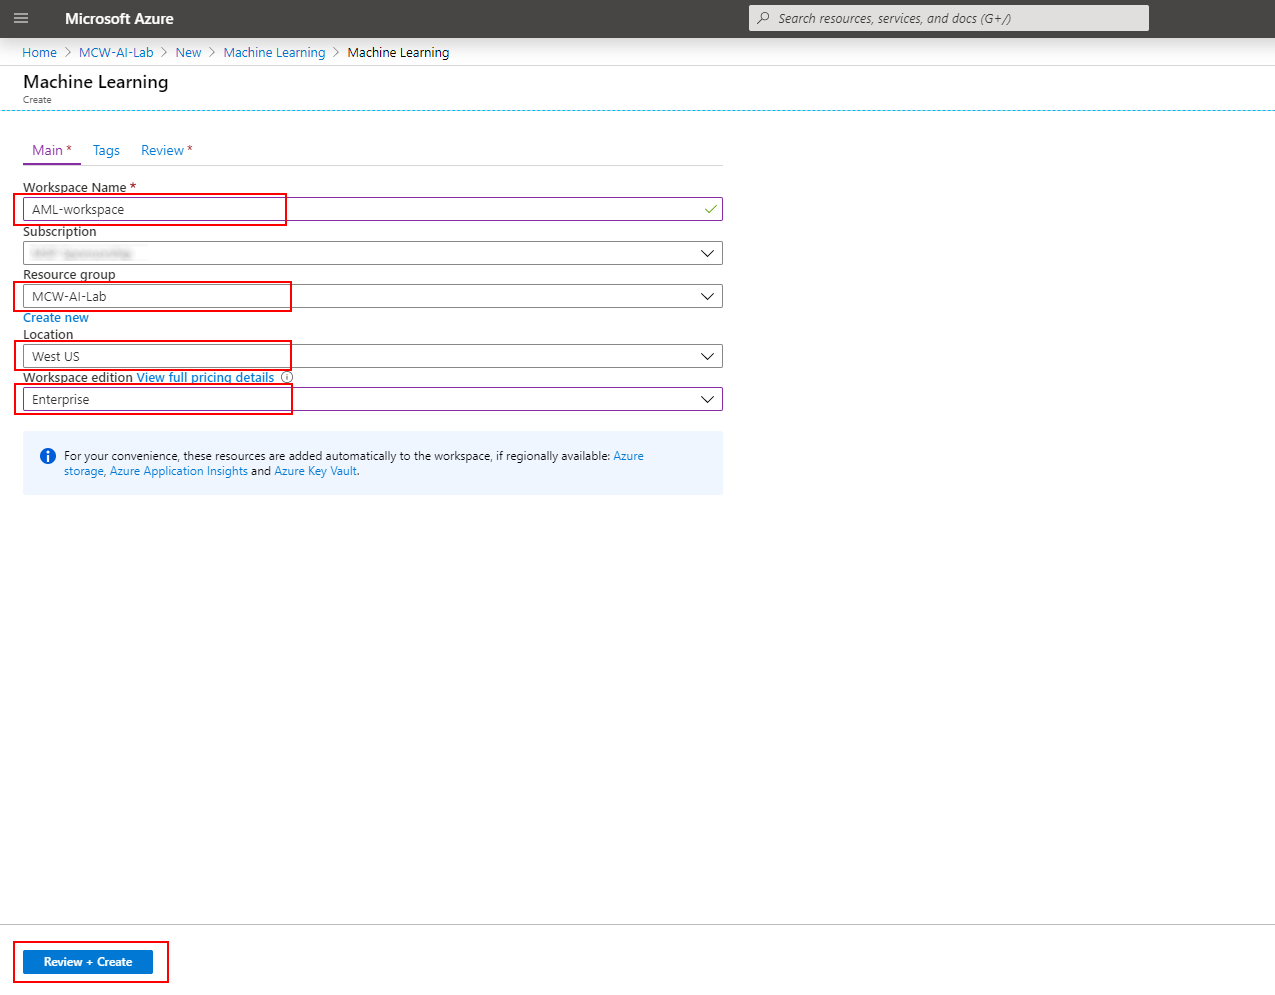 Microsoft Azure
Search resources, services, and docs (G+/)
Home > MCW-AI-Lab > New > Machine Learning > Machine Learning
Machine Learning
Create
Main * Tags Review *
Workspace Name *
AML-workspace
Subscription
Resource group
MCW-AI-Lab
Create new
Location
West US
Workspace edition View full pricing details
Enterprise
For your convenience, these resources are added automatically to the workspace, if regionally available: Azure
storage, Azure Application Insights and Azure Key Vault.
Review + Create